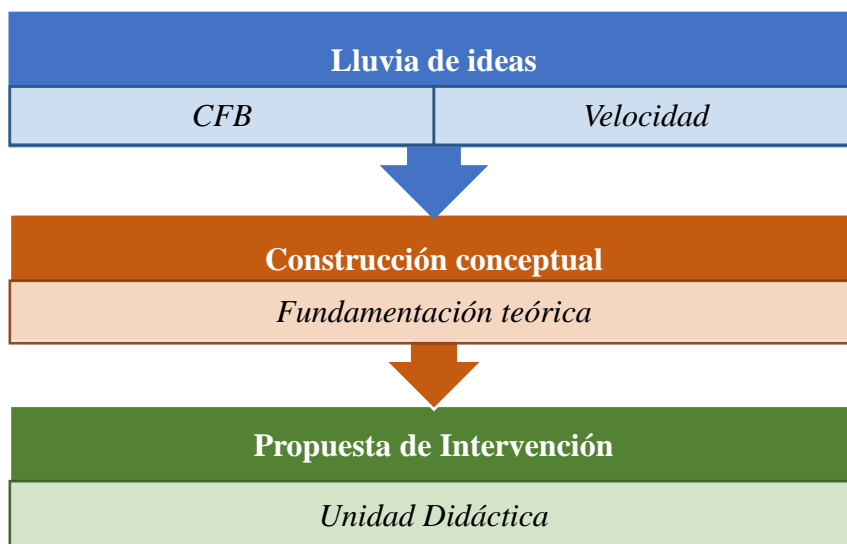 Lluvia de ideas
CFB Velocidad
Construcción conceptual
Fundamentación teórica
Propuesta de Intervención
Unidad Didáctica